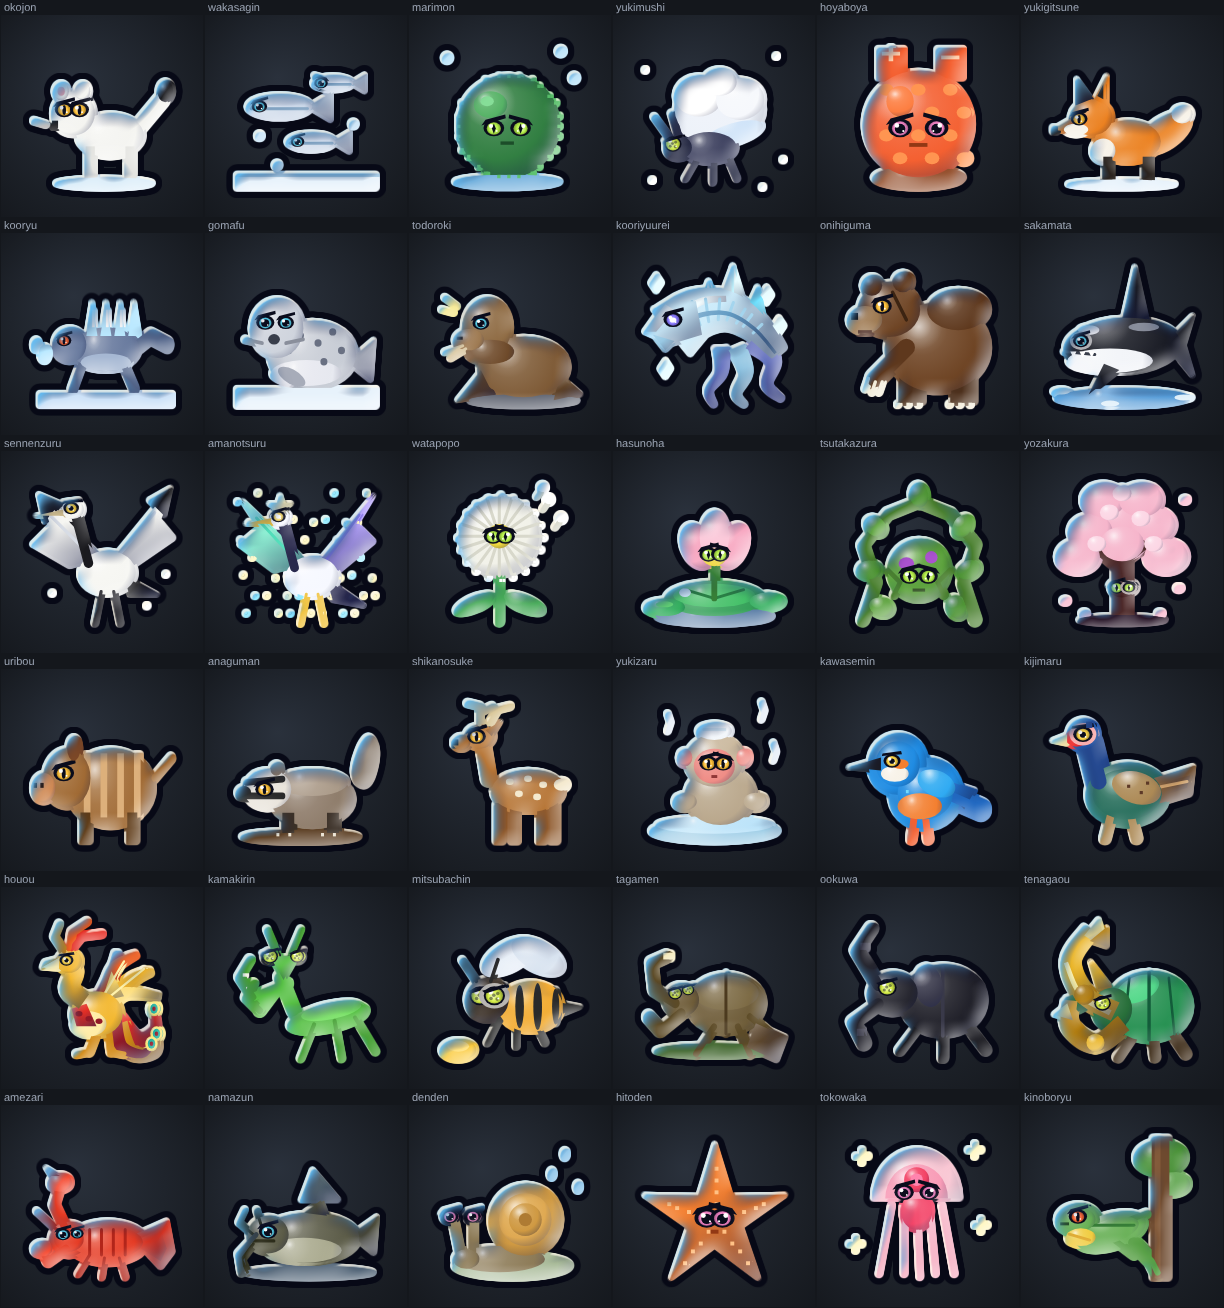 okojon
wakasagin
marimon
yukimushi
hoyaboya
yukigitsune
kooryu
gomafu
todoroki
kooriyuurei
onihiguma
sakamata
sennenzuru
amanotsuru
watapopo
hasunoha
tsutakazura
yozakura
uribou
anaguman
shikanosuke
yukizaru
kawasemin
kijimaru
houou
kamakirin
mitsubachin
tagamen
ookuwa
tenagaou
amezari
namazun
denden
hitoden
tokowaka
kinoboryu